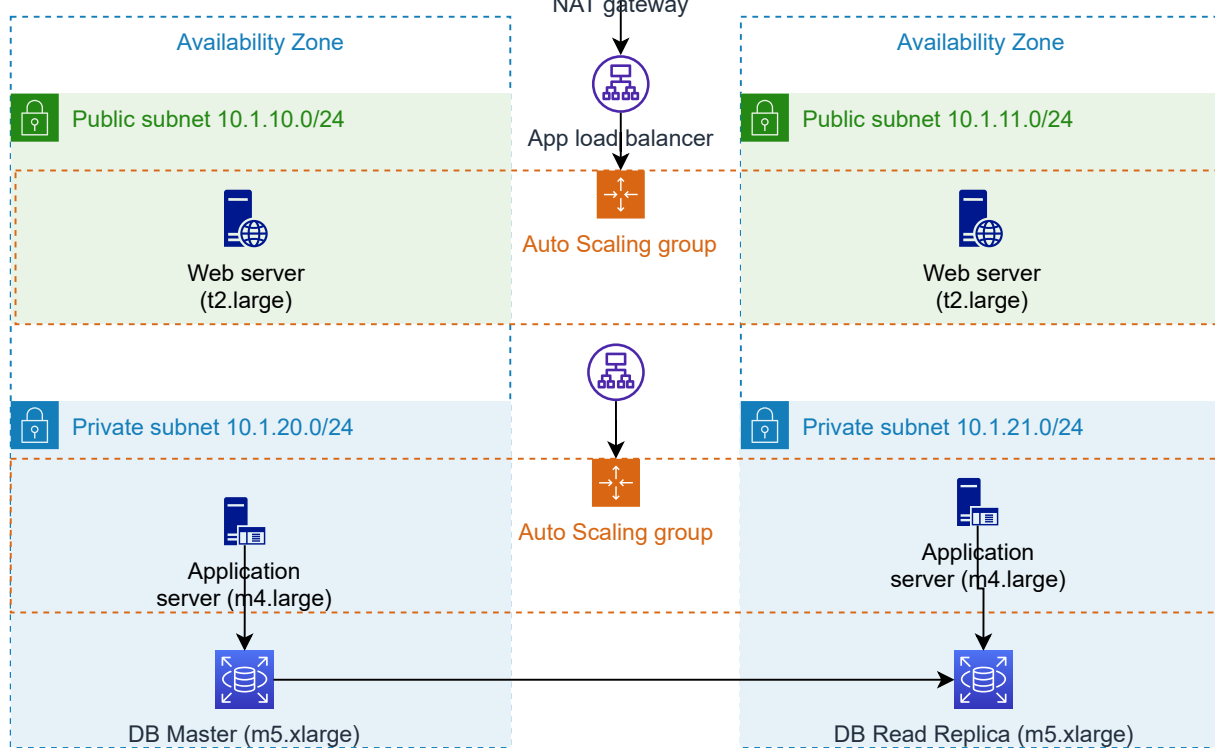 NAT gateway
Availability Zone
Availability Zone
Public subnet 10.1.10.0/24
App load balancer
Public subnet 10.1.11.0/24
Auto Scaling group
Web server
(t2.large)
Web server
(t2.large)
Private subnet 10.1.20.0/24
Private subnet 10.1.21.0/24
Auto Scaling group
Application
server (m4.large)
Application
server (m4.large)
DB Master (m5.xlarge)
DB Read Replica (m5.xlarge)